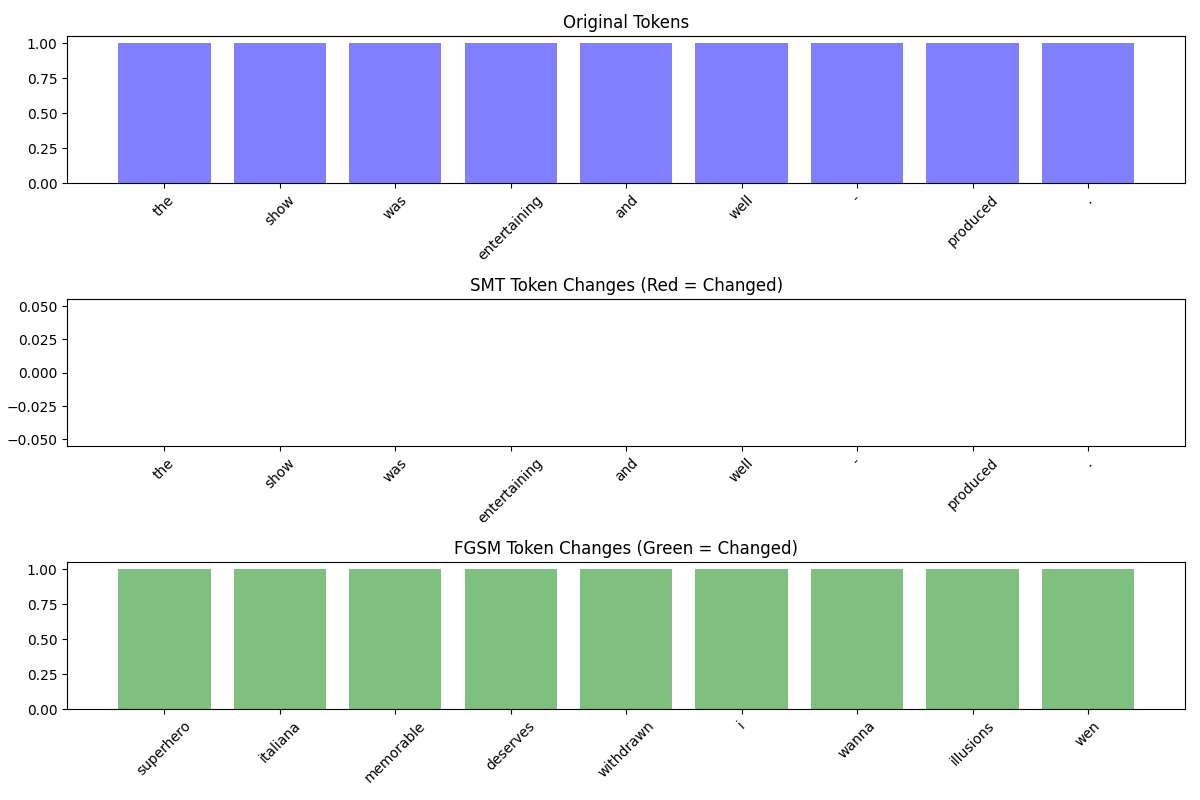 Original Tokens
1.00
0.75
0.50
0.25
0.00
the show was entertaining and well - produced .
SMT Token Changes (Red = Changed)
0.050
0.025
0.000
−0.025
−0.050
the show was entertaining and well - produced .
FGSM Token Changes (Green = Changed)
1.00
0.75
0.50
0.25
0.00
superhero italiana memorable deserves withdrawn i wanna illusions wen